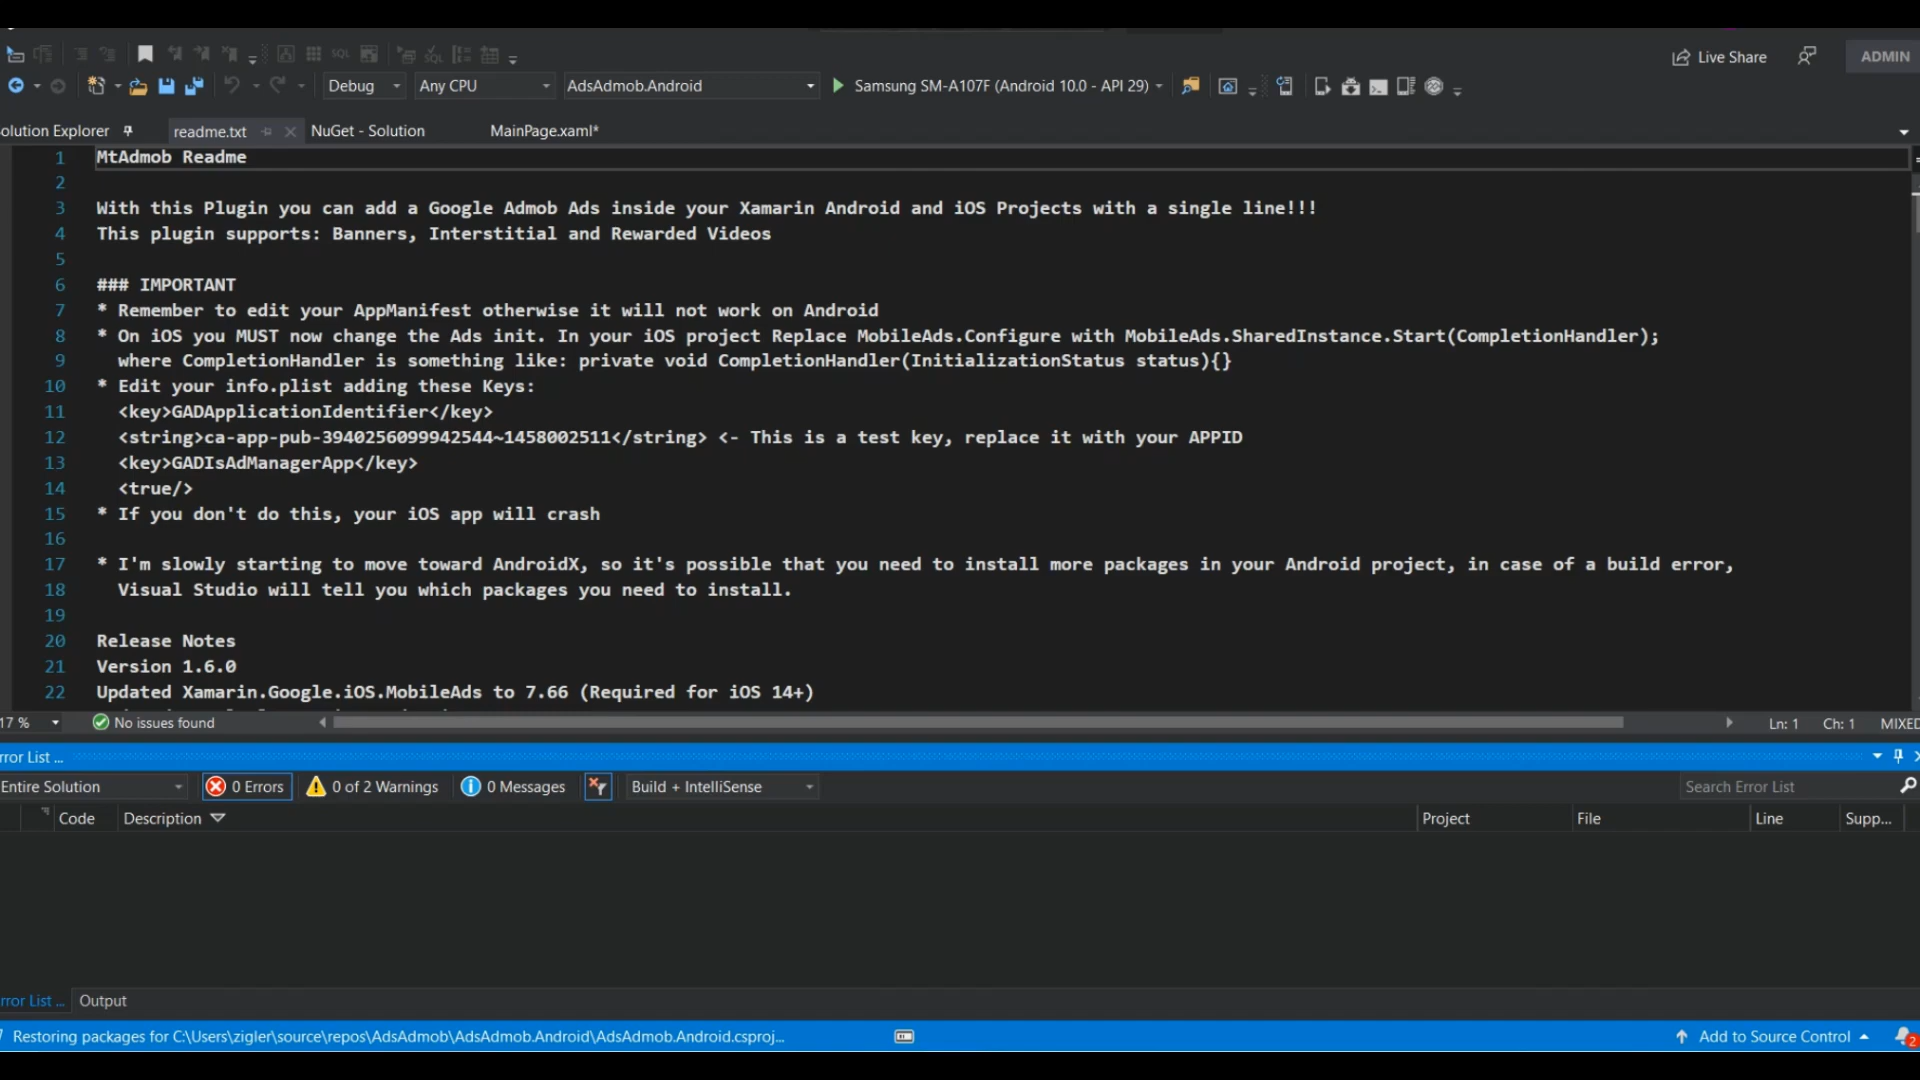 SQL
Live Share
ADMIN
Debug
Any CPU
AdsAdmob.Android
Samsung SM-A107F (Android 10.0 - API 29)
olution Explorer
readme.txt
NuGet - Solution
MainPage.xaml*
1 MtAdmob Readme
2
3 With this Plugin you can add a Google Admob Ads inside your Xamarin Android and iOS Projects with a single line!!!
4 This plugin supports: Banners, Interstitial and Rewarded Videos
5
6 ### IMPORTANT
7 * Remember to edit your AppManifest otherwise it will not work on Android
8 * On iOS you MUST now change the Ads init. In your iOS project Replace MobileAds.Configure with MobileAds.SharedInstance.Start(CompletionHandler);
9 where CompletionHandler is something like: private void CompletionHandler(InitializationStatus status){}
10 * Edit your info.plist adding these Keys:
11 <key>GADApplicationIdentifier</key>
12 <string>ca-app-pub-3940256099942544~1458002511</string> <- This is a test key, replace it with your APPID
13 <key>GADIsAdManagerApp</key>
14 <true/>
15 * If you don't do this, your iOS app will crash
16
17 * I'm slowly starting to move toward AndroidX, so it's possible that you need to install more packages in your Android project, in case of a build error,
18 Visual Studio will tell you which packages you need to install.
19
20 Release Notes
21 Version 1.6.0
22 Updated Xamarin.Google.iOS.MobileAds to 7.66 (Required for iOS 14+)
17 %
No issues found
Ln: 1
Ch: 1
MIXED
rror List ...
Entire Solution
0 Errors
0 of 2 Warnings
0 Messages
Build + IntelliSense
Search Error List
Code
Description
Project
File
Line
Supp...
rror List ...
Output
Restoring packages for C:\Users\zigler\source\repos\AdsAdmob\AdsAdmob.Android\AdsAdmob.Android.csproj...
Add to Source Control
2